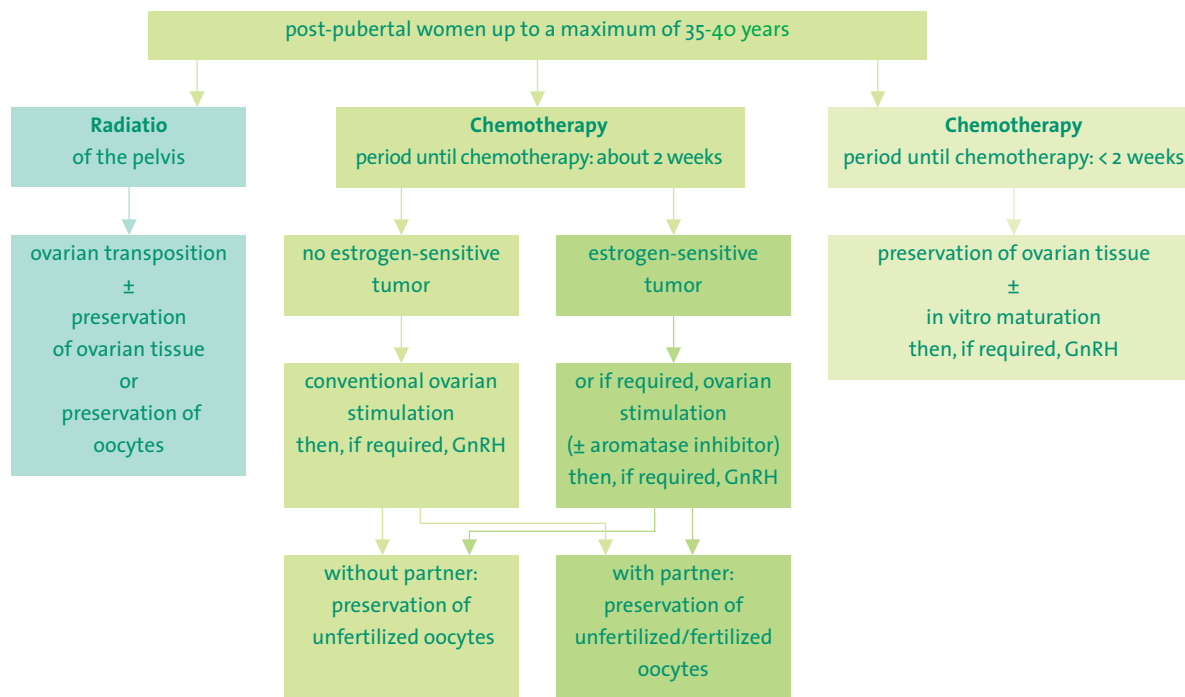 post-pubertal women up to a maximum of 35-40 years
Radiatio
of the pelvis
Chemotherapy
period until chemotherapy: about 2 weeks
Chemotherapy
period until chemotherapy: < 2 weeks
ovarian transposition
±
preservation
of ovarian tissue
or
preservation of
oocytes
no estrogen-sensitive
tumor
estrogen-sensitive
tumor
preservation of ovarian tissue
±
in vitro maturation
then, if required, GnRH
conventional ovarian
stimulation
then, if required, GnRH
or if required, ovarian
stimulation
(± aromatase inhibitor)
then, if required, GnRH
without partner:
preservation of
unfertilized oocytes
with partner:
preservation of
unfertilized/fertilized
oocytes